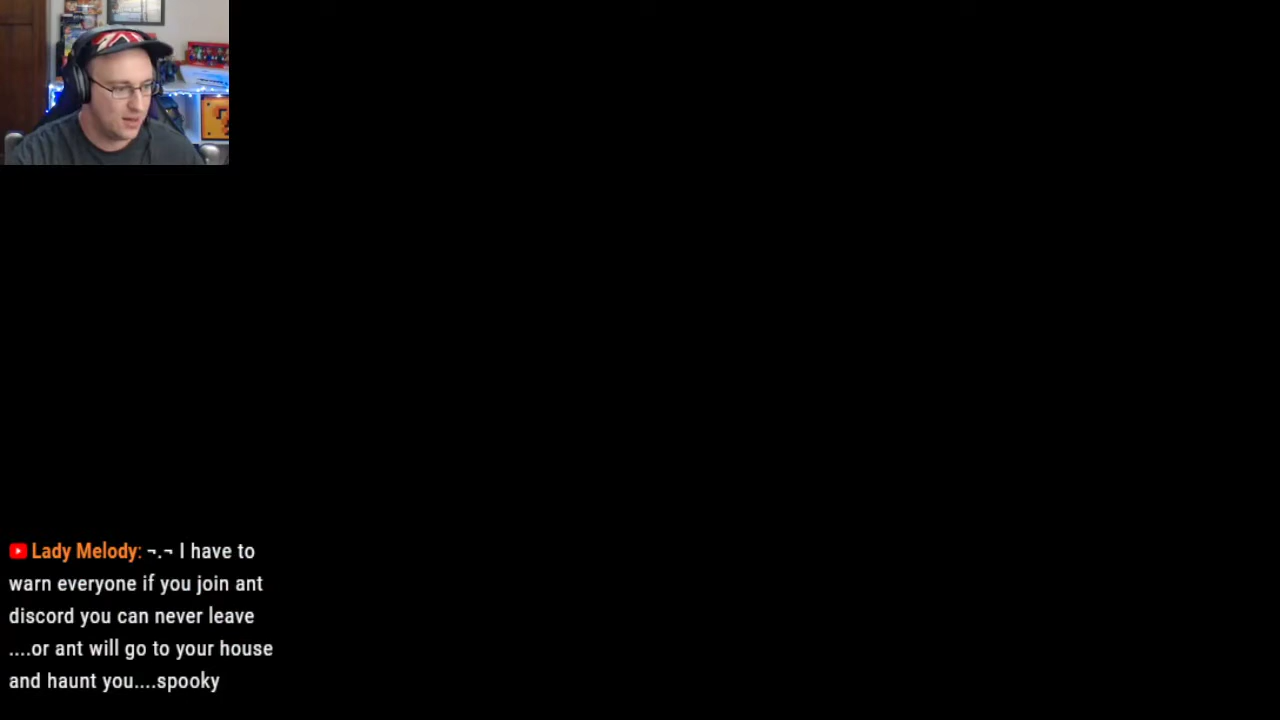 Lady Melody: ¬.¬ I have to
warn everyone if you join ant
discord you can never leave
....or ant will go to your house
and haunt you....spooky